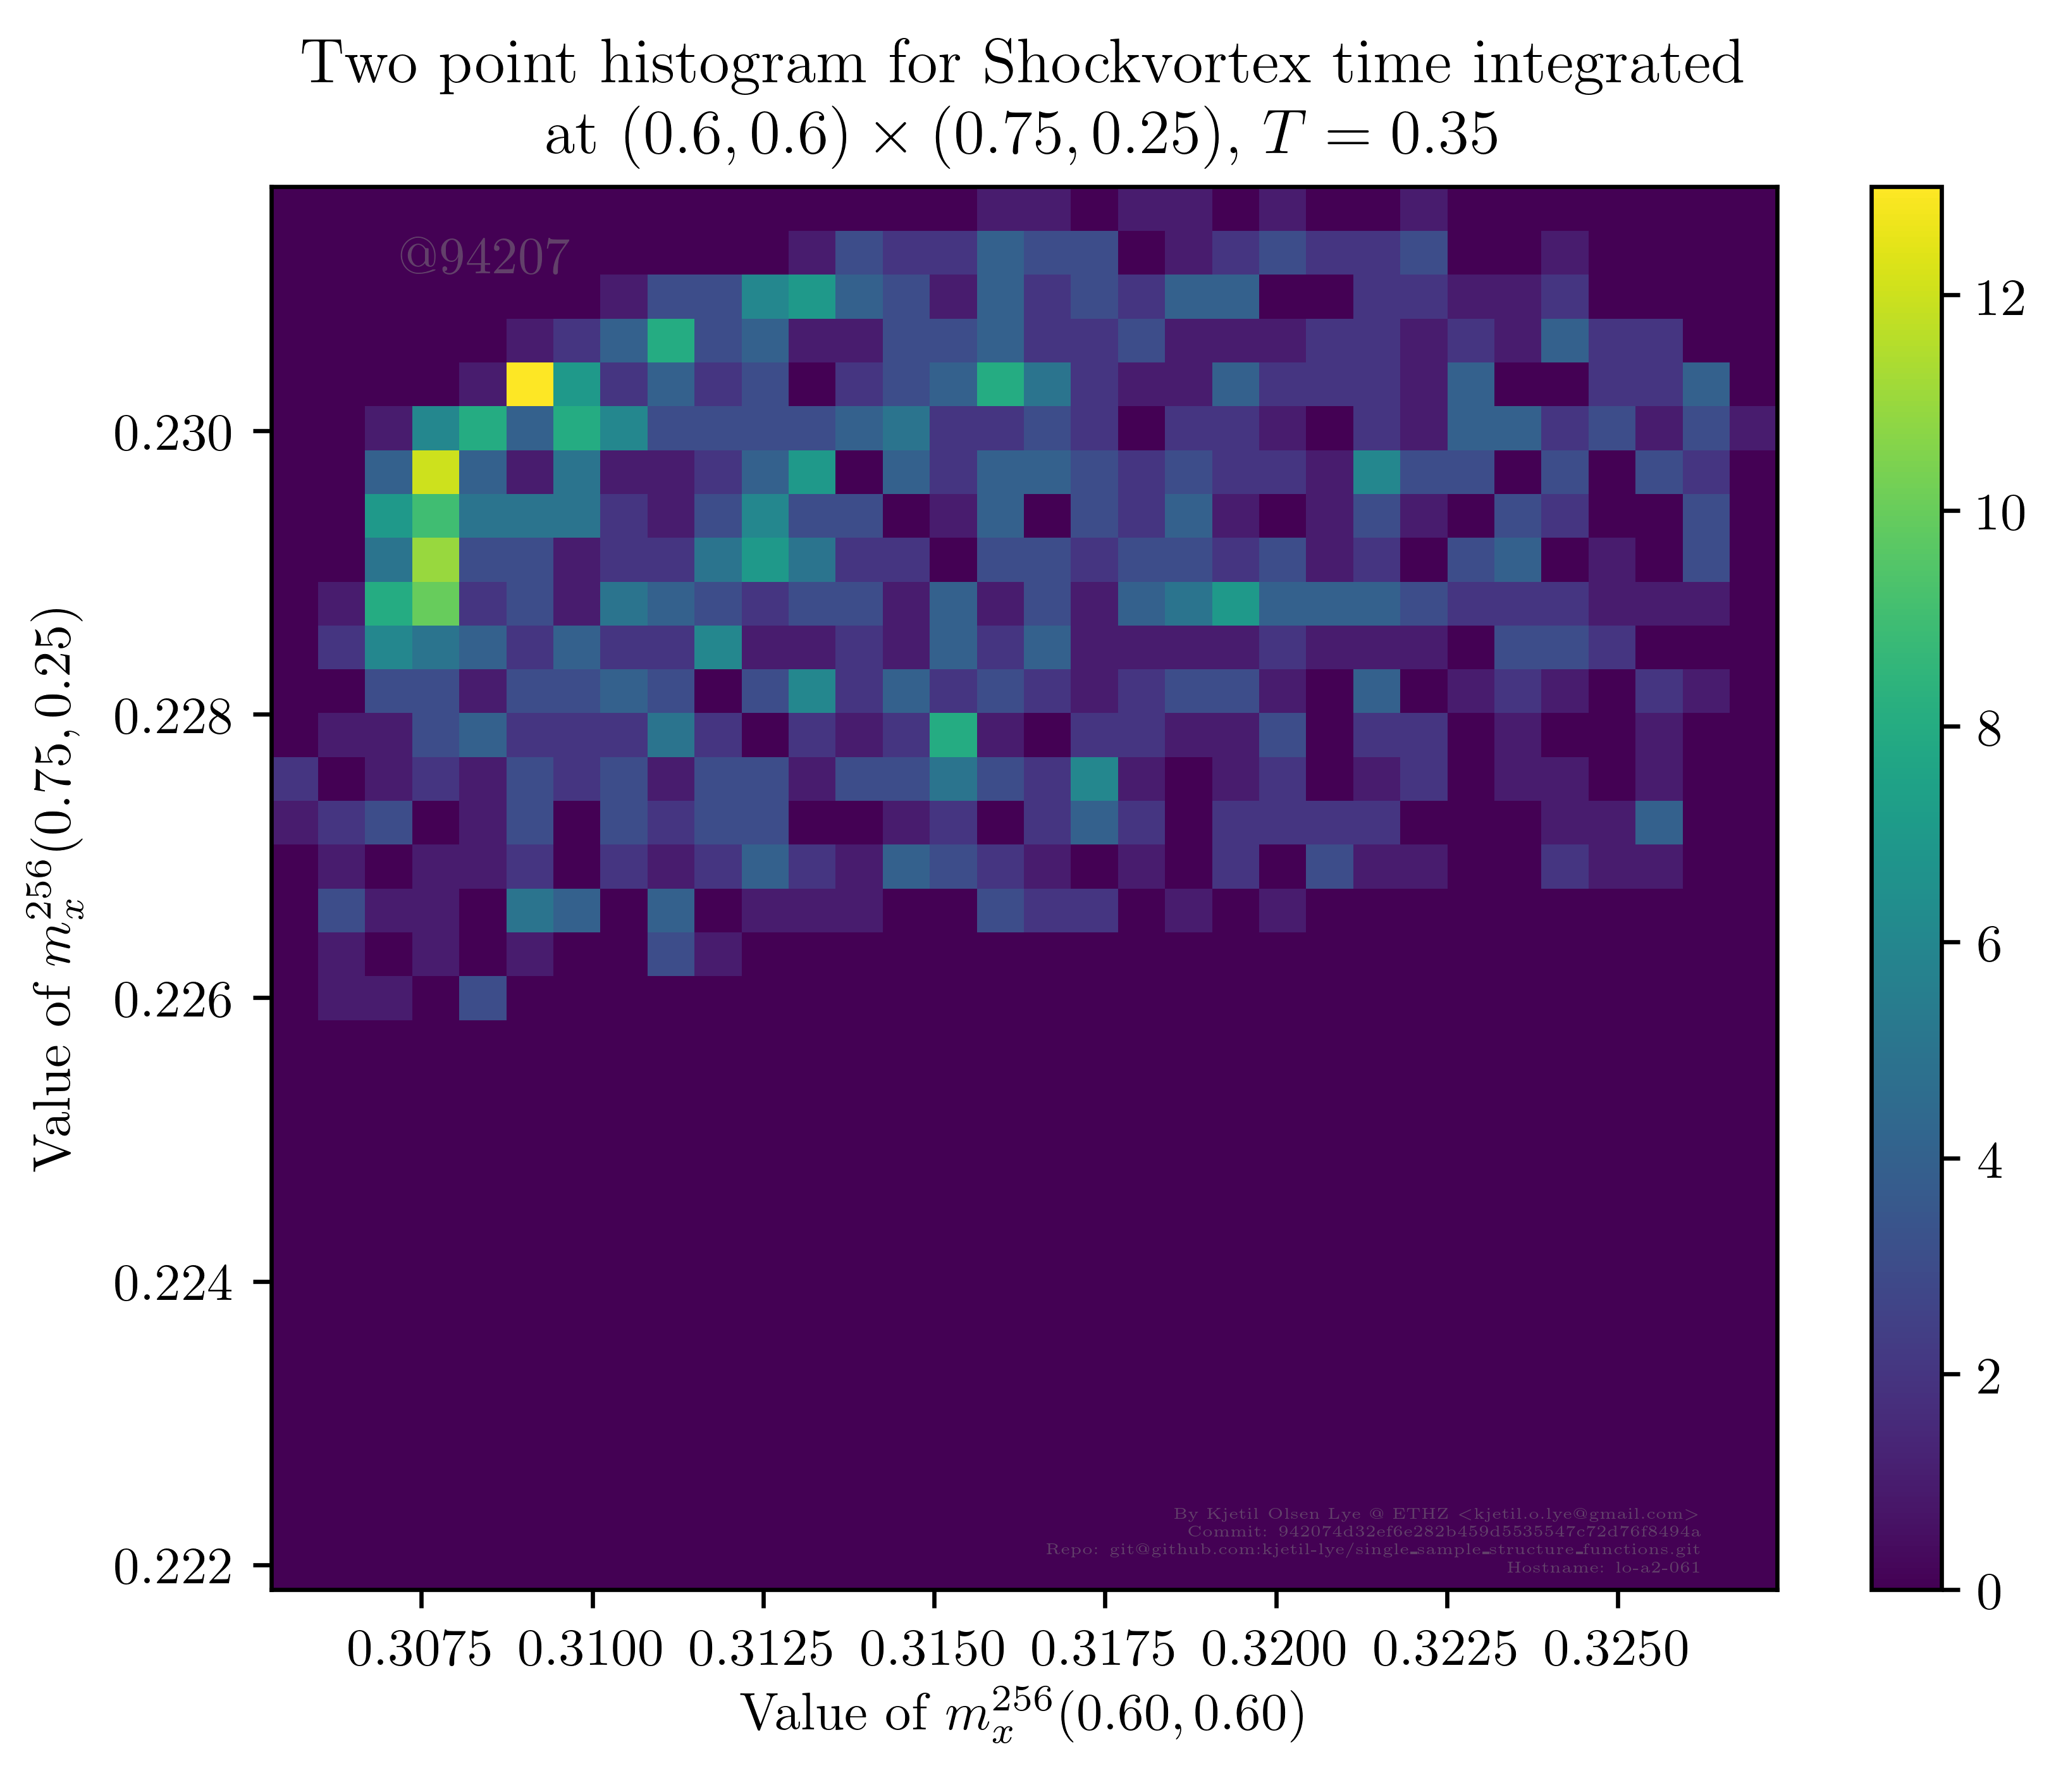 Two point histogram for Shockvortex time integrated
at (0.6, 0.6) × (0.75, 0.25), T = 0.35
@94207
12
10
8
6
4
2
0
0.230
0.228
0.226
0.224
0.222
Value of m_x^256(0.75, 0.25)
By Kjetil Olsen Lye @ ETHZ <kjetil.o.lye@gmail.com>
Commit: 942074d32ef6e282b459d5535547c72d76f8494a
Repo: git@github.com:kjetil-lye/single_sample_structure_functions.git
Hostname: lo-a2-061
0.3075 0.3100 0.3125 0.3150 0.3175 0.3200 0.3225 0.3250
Value of m_x^256(0.60, 0.60)